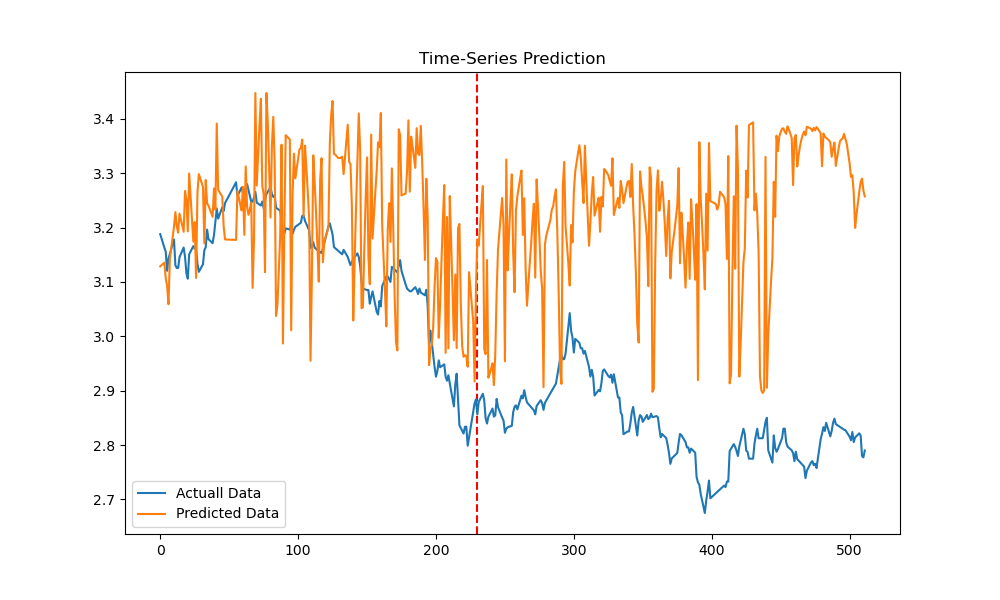 Time-Series Prediction
3.4
3.3
3.2
3.1
3.0
2.9
2.8
2.7
Actuall Data
Predicted Data
0 100 200 300 400 500